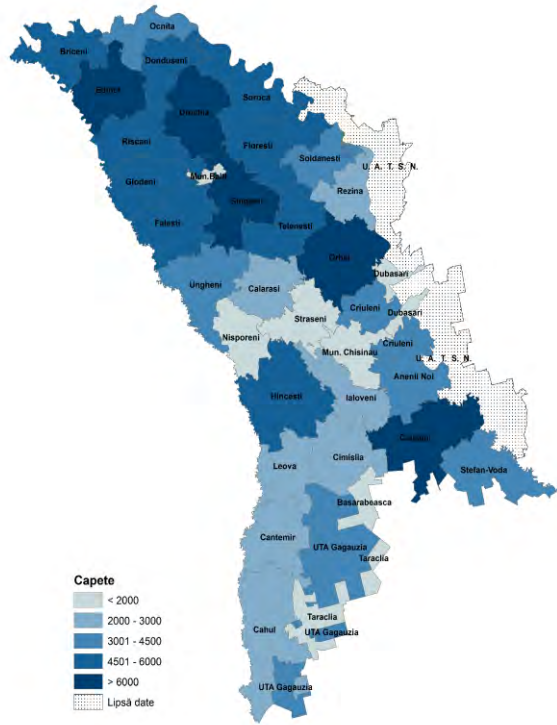 Ocnita
Briceni
Donduseni
Edinet
Drochia
Soroca
Riscani
Floresti
Soldanesti
U. A. T. S. N.
Glodeni
Mun. Balti
Rezina
Singerei
Falesti
Telenesti
Orhei
Dubasari
Ungheni
Calarasi
Criuleni
Dubasari
Straseni
Nisporeni
Mun. Chisinau
Criuleni
U. A. T. S. N.
Anenii Noi
Hincesti
Ialoveni
Causeni
Leova
Cimislia
Stefan-Voda
Basarabeasca
Cantemir
UTA Gagauzia
Taraclia
Taraclia
Cahul
UTA Gagauzia
UTA Gagauzia
Capete
< 2000
2000 - 3000
3001 - 4500
4501 - 6000
> 6000
Lipsă date